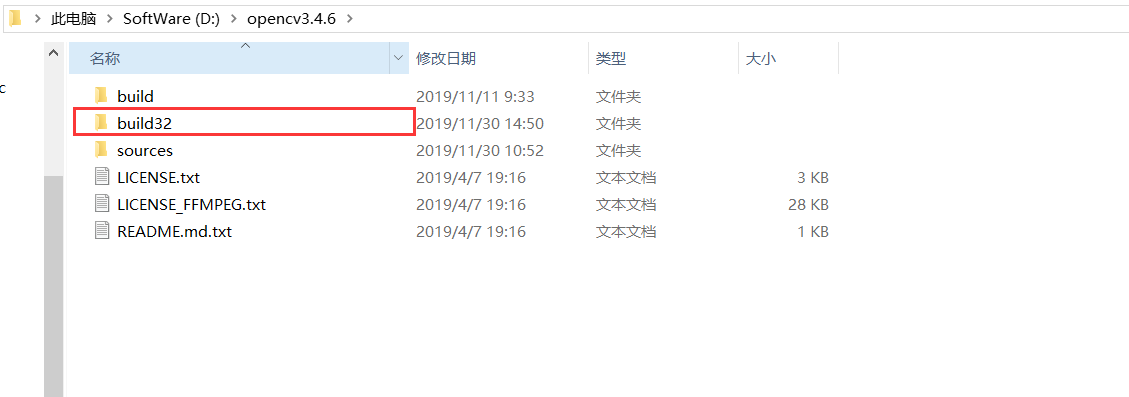 此电脑 > SoftWare (D:) > opencv3.4.6 >
名称 修改日期 类型 大小
c
build 2019/11/11 9:33 文件夹
build32 2019/11/30 14:50 文件夹
sources 2019/11/30 10:52 文件夹
LICENSE.txt 2019/4/7 19:16 文本文档 3 KB
LICENSE_FFMPEG.txt 2019/4/7 19:16 文本文档 28 KB
README.md.txt 2019/4/7 19:16 文本文档 1 KB